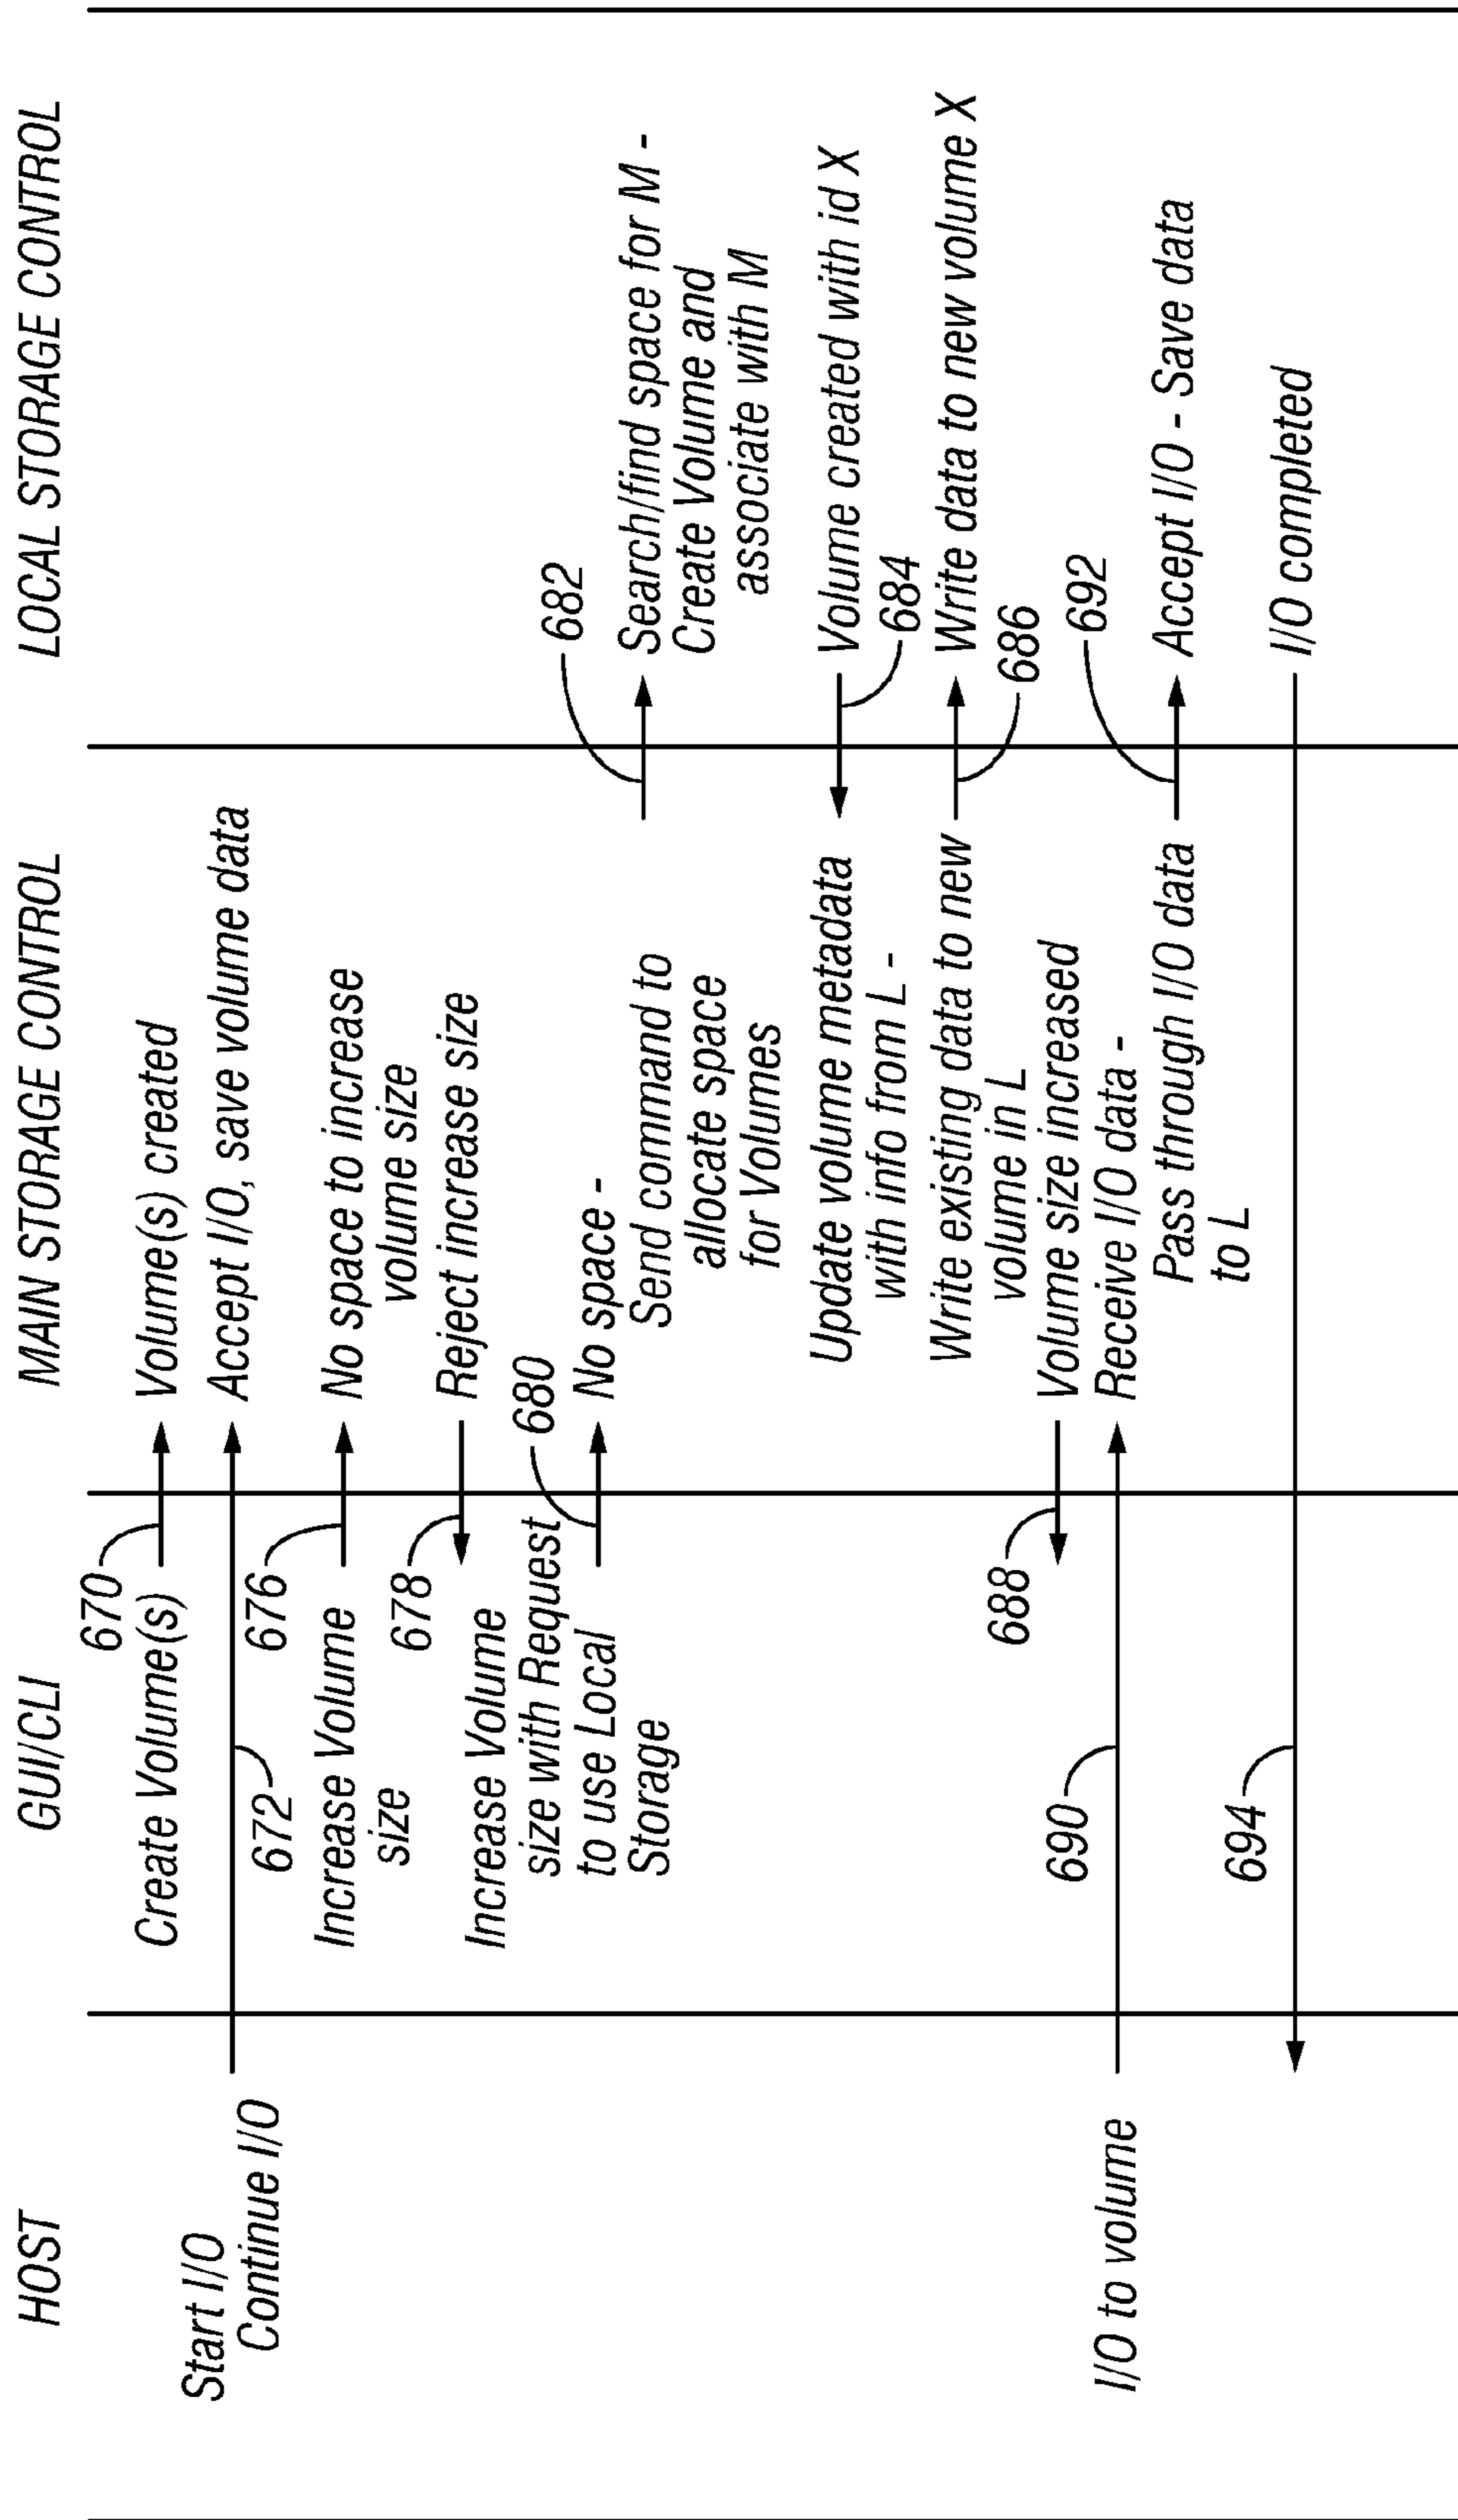 HOST
GUI/CLI
MAIN STORAGE CONTROL
LOCAL STORAGE CONTROL
670
Create Volume(s)
Volume(s) created
Start I/O
Continue I/O
672
Accept I/O, save volume data
676
Increase Volume
size
No space to increase
volume size
678
Reject increase size
Increase Volume
size with Request
to use Local
Storage
680
No space -
Send command to
allocate space
for Volumes
682
Search/find space for M -
Create Volume and
associate with M
Update volume metadata
with info from L -
Volume created with id X
684
Write existing data to new
volume in L
Write data to new volume X
686
688
Volume size increased
I/O to volume
690
Receive I/O data -
Pass through I/O data
to L
692
Accept I/O - Save data
694
I/O completed